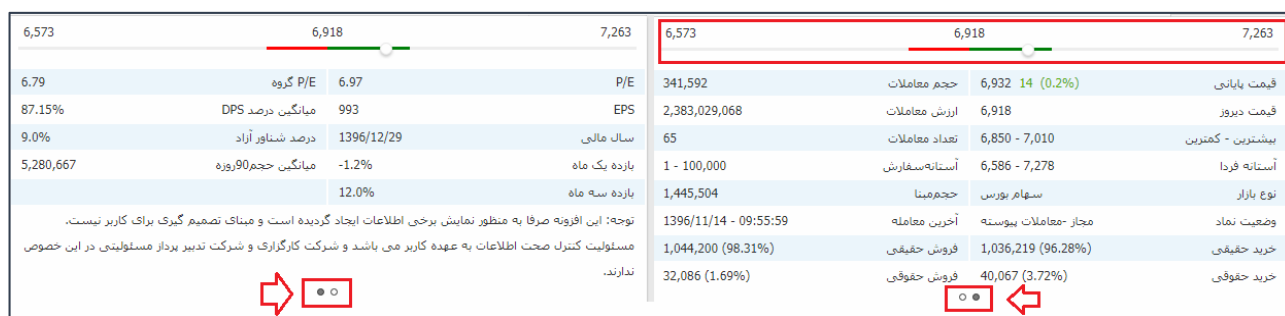 6,573 6,918 7,263
قیمت پایانی 6,932 14 (0.2%) حجم معاملات 341,592
قیمت دیروز 6,918 ارزش معاملات 2,383,029,068
بیشترین - کمترین 6,850 - 7,010 تعداد معاملات 65
آستانه فردا 6,586 - 7,278 آستانه‌سفارش 1 - 100,000
نوع بازار سهام بورس حجم‌مبنا 1,445,504
وضعیت نماد مجاز -معاملات پیوسته آخرین معامله 1396/11/14 - 09:55:59
خرید حقیقی 1,036,219 (96.28%) فروش حقیقی 1,044,200 (98.31%)
خرید حقوقی 40,067 (3.72%) فروش حقوقی 32,086 (1.69%)
6,573 6,918 7,263
P/E 6.97 P/E گروه 6.79
EPS 993 میانگین درصد DPS 87.15%
سال مالی 1396/12/29 درصد شناور آزاد 9.0%
بازده یک ماه -1.2% میانگین حجم90روزه 5,280,667
بازده سه ماه 12.0%
توجه: این افزونه صرفا به منظور نمایش برخی اطلاعات ایجاد گردیده است و مبنای تصمیم گیری برای کاربر نیست.
مسئولیت کنترل صحت اطلاعات به عهده کاربر می باشد و شرکت کارگزاری و شرکت تدبیر پرداز مسئولیتی در این خصوص
ندارند.